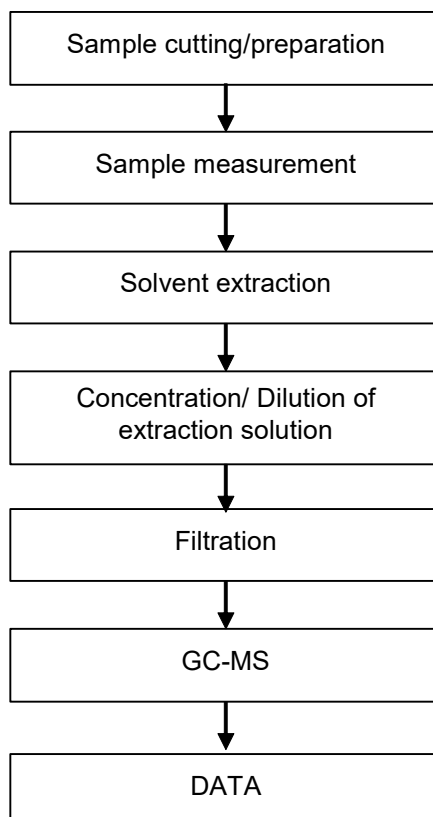 Sample cutting/preparation
Sample measurement
Solvent extraction
Concentration/ Dilution of
extraction solution
Filtration
GC-MS
DATA